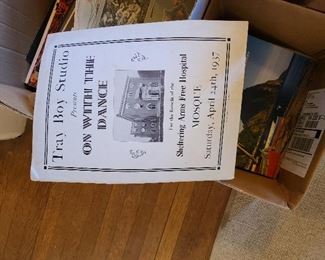 Tray Boy Studio
Presents
ON WITH THE
DANCE
For the Benefit of the
Sheltering Arms Free Hospital
MOSQUE
Saturday, April 24th, 1937